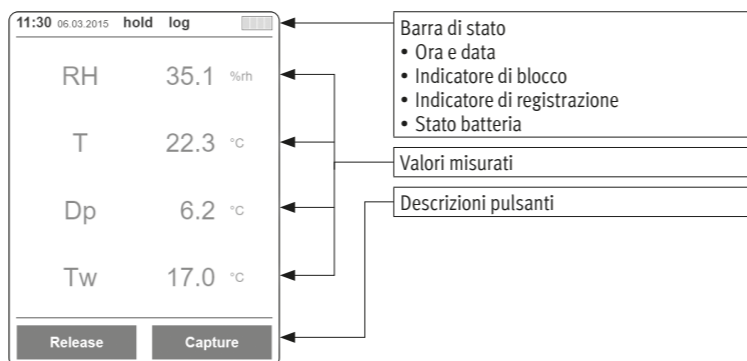 11:30 06.03.2015 hold log
RH 35.1 %rh
T 22.3 °C
Dp 6.2 °C
Tw 17.0 °C
Release Capture
Barra di stato
• Ora e data
• Indicatore di blocco
• Indicatore di registrazione
• Stato batteria
Valori misurati
Descrizioni pulsanti